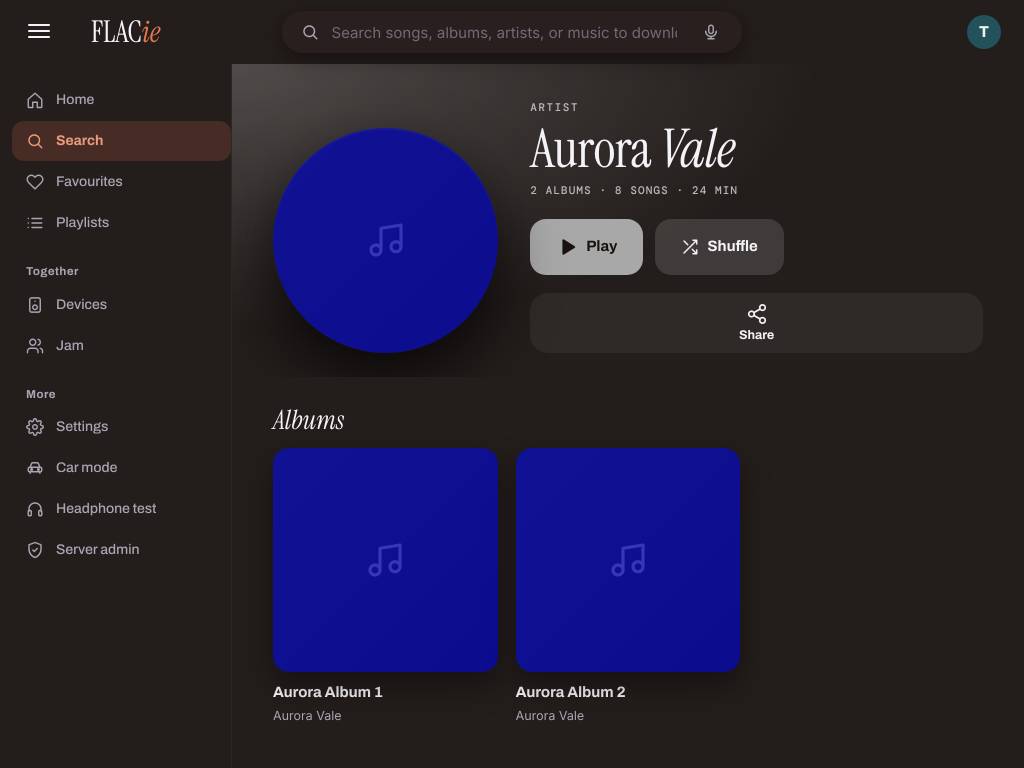 FLACie
Search songs, albums, artists, or music to downl
T
Home
Search
Favourites
Playlists
Together
Devices
Jam
More
Settings
Car mode
Headphone test
Server admin
ARTIST
Aurora Vale
2 ALBUMS · 8 SONGS · 24 MIN
Play
Shuffle
Share
Albums
Aurora Album 1
Aurora Vale
Aurora Album 2
Aurora Vale